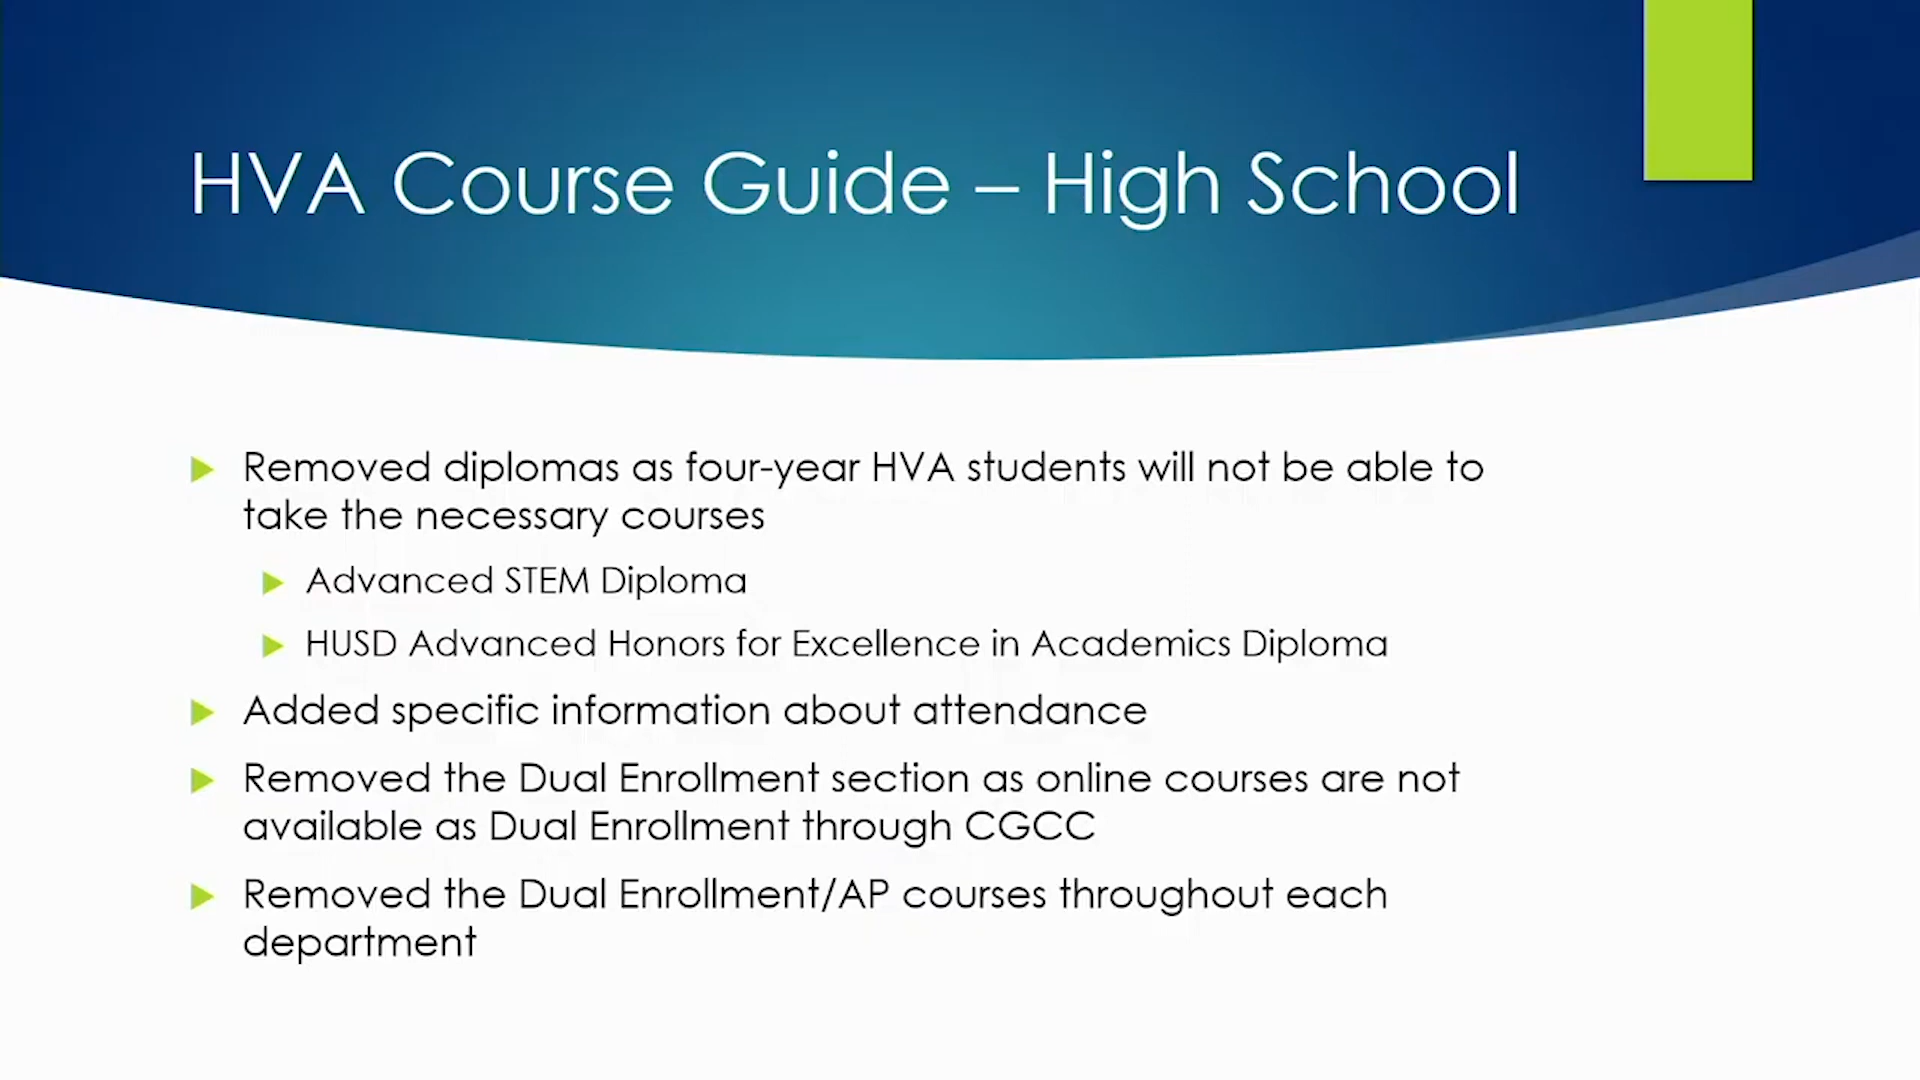 HVA Course Guide – High School
Removed diplomas as four-year HVA students will not be able to
take the necessary courses
Advanced STEM Diploma
HUSD Advanced Honors for Excellence in Academics Diploma
Added specific information about attendance
Removed the Dual Enrollment section as online courses are not
available as Dual Enrollment through CGCC
Removed the Dual Enrollment/AP courses throughout each
department